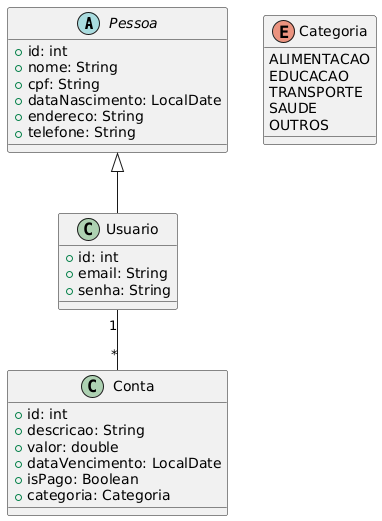 A Pessoa
id: int
nome: String
cpf: String
dataNascimento: LocalDate
endereco: String
telefone: String
E Categoria
ALIMENTACAO
EDUCACAO
TRANSPORTE
SAUDE
OUTROS
C Usuario
id: int
email: String
senha: String
1
*
C Conta
id: int
descricao: String
valor: double
dataVencimento: LocalDate
isPago: Boolean
categoria: Categoria